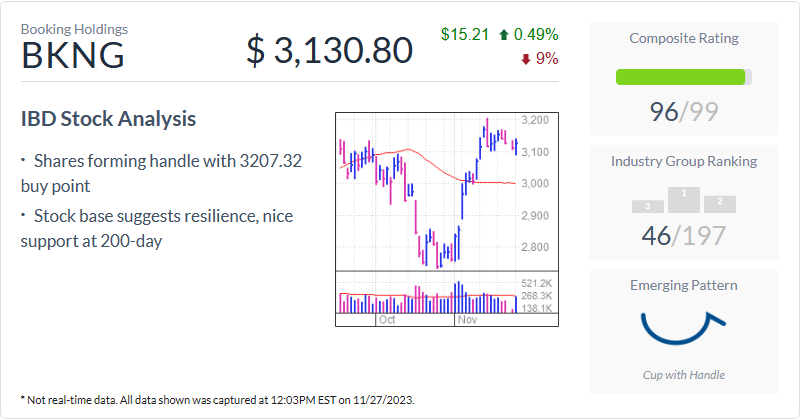 Booking Holdings
BKNG
$ 3,130.80
$15.21 0.49%
9%
IBD Stock Analysis
• Shares forming handle with 3207.32
buy point
• Stock base suggests resilience, nice
support at 200-day
3,200
3,100
3,000
2,900
2,800
521.2K
268.3K
138.1K
Oct
Nov
Composite Rating
96/99
Industry Group Ranking
3
1
2
46/197
Emerging Pattern
Cup with Handle
* Not real-time data. All data shown was captured at 12:03PM EST on 11/27/2023.